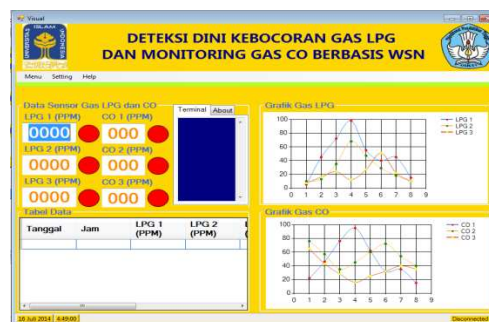 Visual
ISLAM
UNIVERSITAS
INDONESIA
DETEKSI DINI KEBOCORAN GAS LPG
DAN MONITORING GAS CO BERBASIS WSN
Menu Setting Help
Data Sensor Gas LPG dan CO
LPG 1 (PPM) CO 1 (PPM)
0000 000
LPG 2 (PPM) CO 2 (PPM)
0000 000
LPG 3 (PPM) CO 3 (PPM)
0000 000
Terminal About
Grafik Gas LPG
100
80
60
40
20
0
0 1 2 3 4 5 6 7 8 9
LPG 1
LPG 2
LPG 3
Tabel Data
Tanggal Jam LPG 1 (PPM) LPG 2 (PPM)
Grafik Gas CO
100
80
60
40
20
0
0 1 2 3 4 5 6 7 8 9
CO 1
CO 2
CO 3
16 Juli 2014 4:49:00
Disconnected